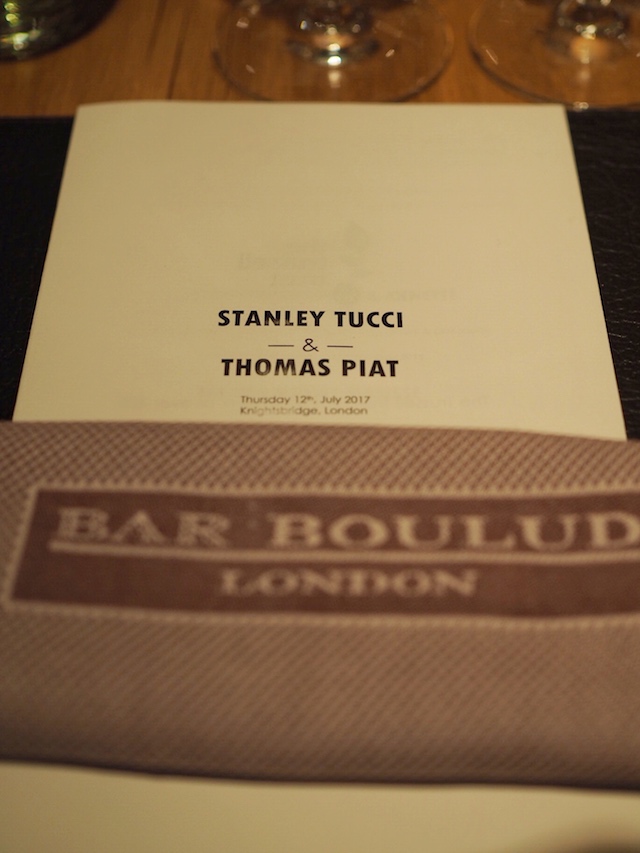 STANLEY TUCCI
— & —
THOMAS PIAT
Thursday 12th, July 2017
Knightsbridge, London
BAR BOULUD
LONDON